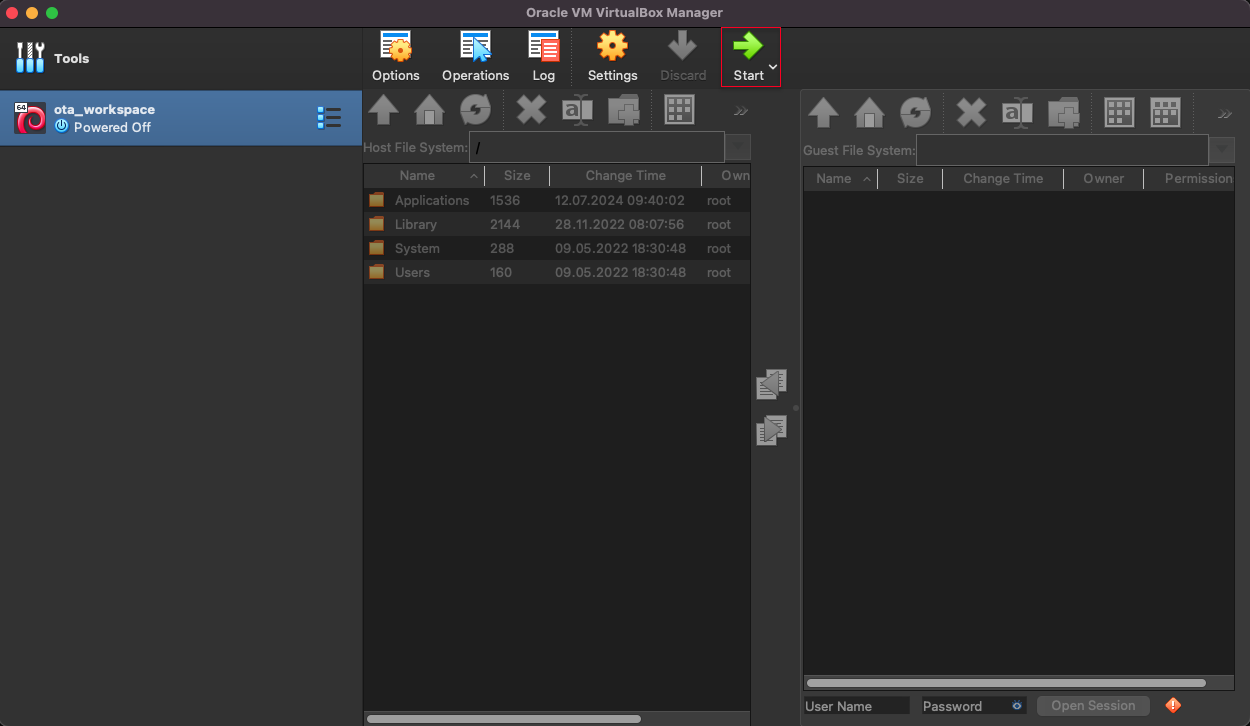 Oracle VM VirtualBox Manager
Tools
Options Operations Log Settings Discard Start
64 ota_workspace
Powered Off
Host File System: /
Name Size Change Time Own
Applications 1536 12.07.2024 09:40:02 root
Library 2144 28.11.2022 08:07:56 root
System 288 09.05.2022 18:30:48 root
Users 160 09.05.2022 18:30:48 root
Guest File System:
Name Size Change Time Owner Permission
User Name Password Open Session